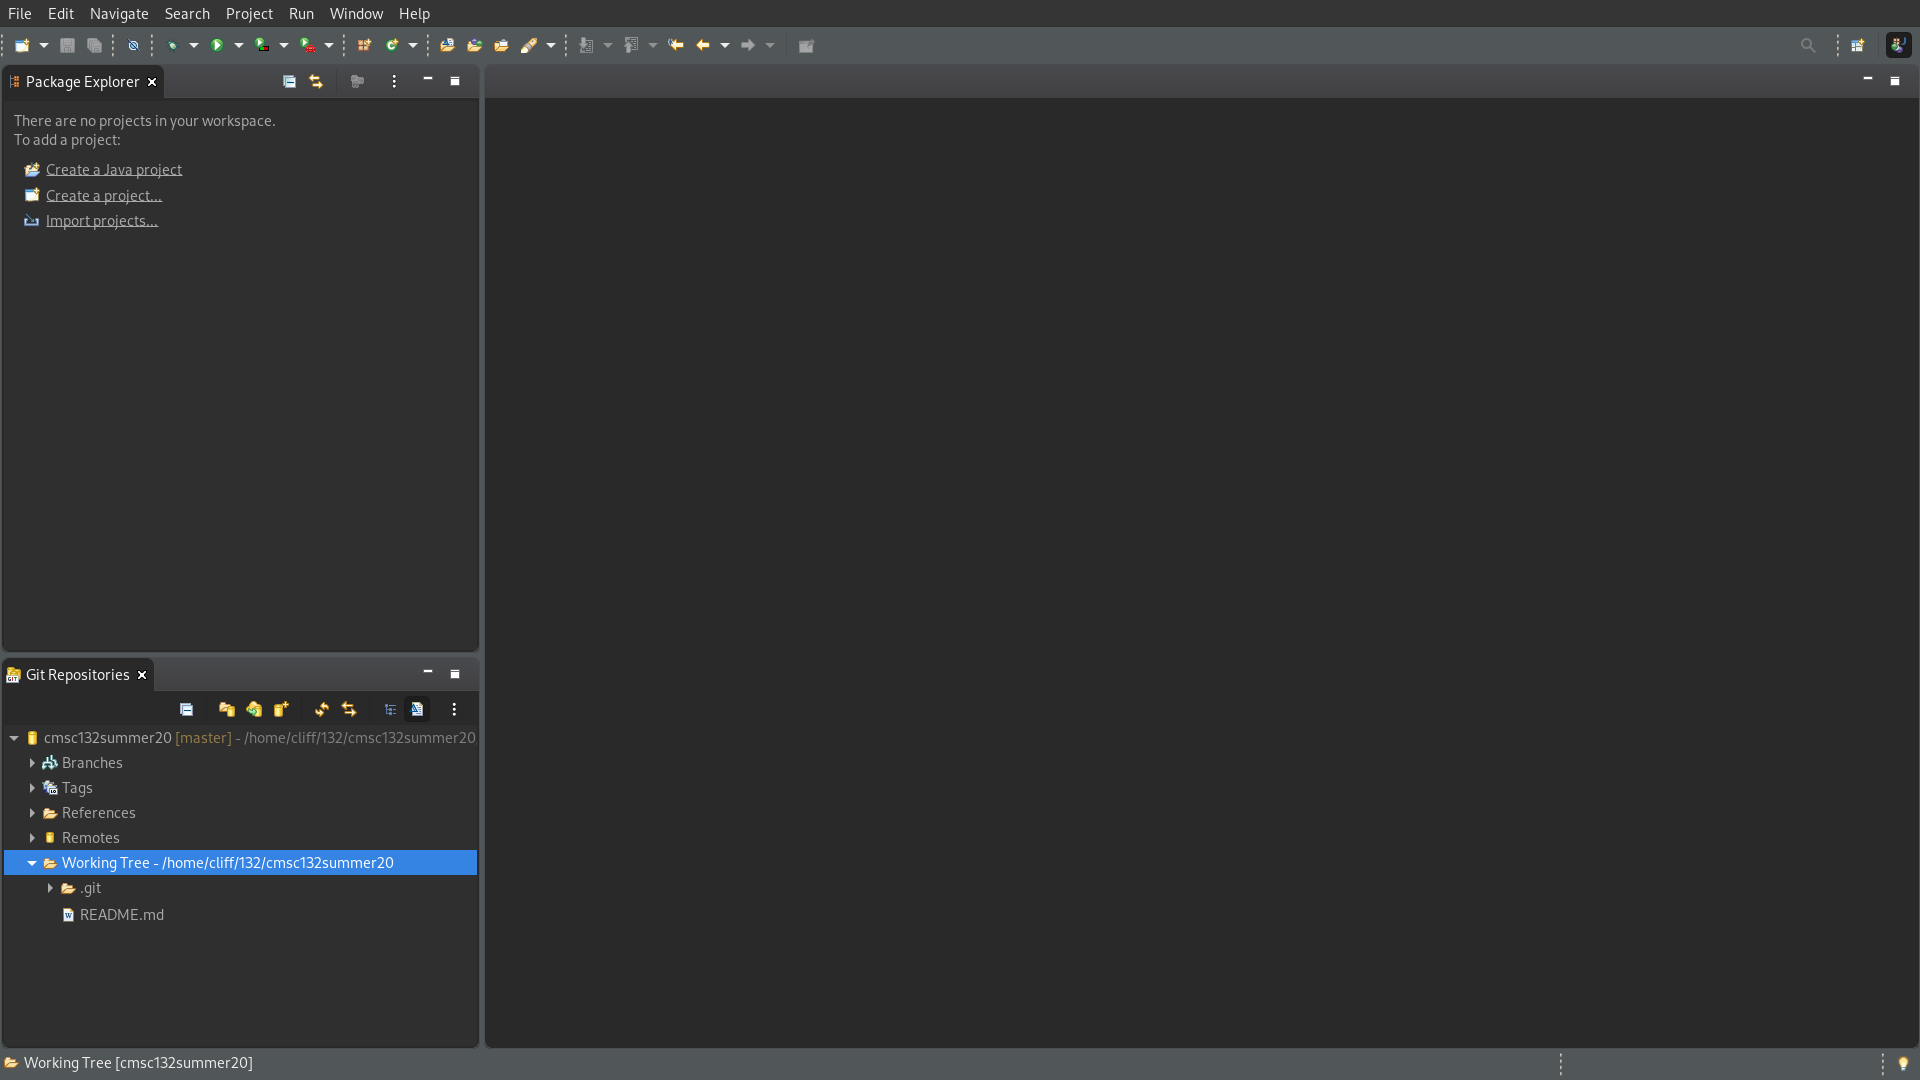 File Edit Navigate Search Project Run Window Help
Package Explorer
There are no projects in your workspace.
To add a project:
Create a Java project
Create a project...
Import projects...
Git Repositories
cmsc132summer20 [master] - /home/cliff/132/cmsc132summer20
Branches
Tags
References
Remotes
Working Tree - /home/cliff/132/cmsc132summer20
.git
README.md
Working Tree [cmsc132summer20]